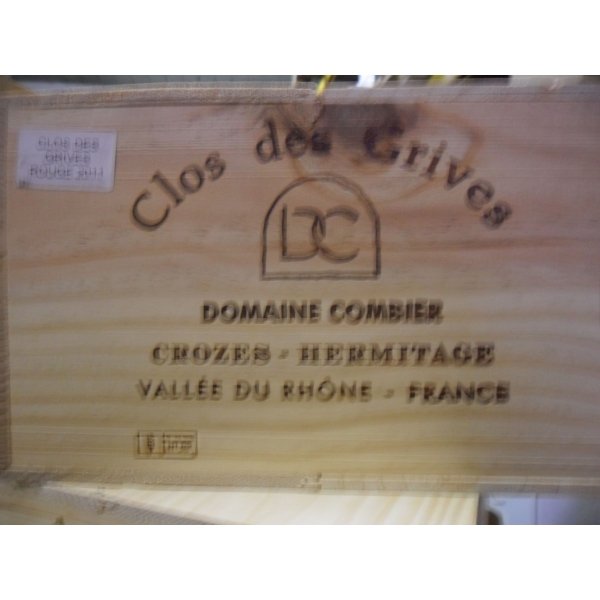 CLOS DES
GRIVES
ROUGE 2011
Clos des Grives
DC
DOMAINE COMBIER
CROZES - HERMITAGE
VALLÉE DU RHÔNE - FRANCE